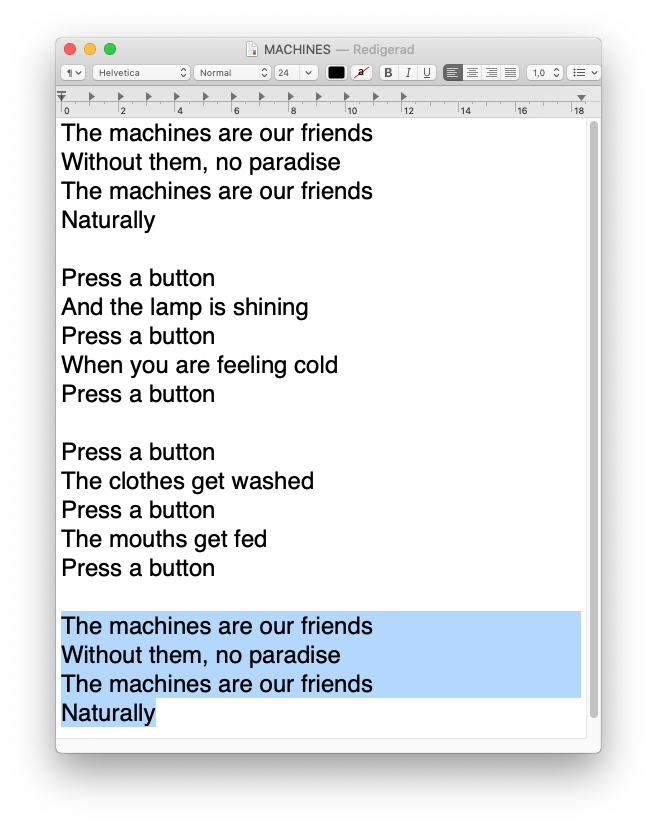 MACHINES — Redigerad
¶ Helvetica Normal 24 a B I U 1,0
0 2 4 6 8 10 12 14 16 18
The machines are our friends
Without them, no paradise
The machines are our friends
Naturally
Press a button
And the lamp is shining
Press a button
When you are feeling cold
Press a button
Press a button
The clothes get washed
Press a button
The mouths get fed
Press a button
The machines are our friends
Without them, no paradise
The machines are our friends
Naturally